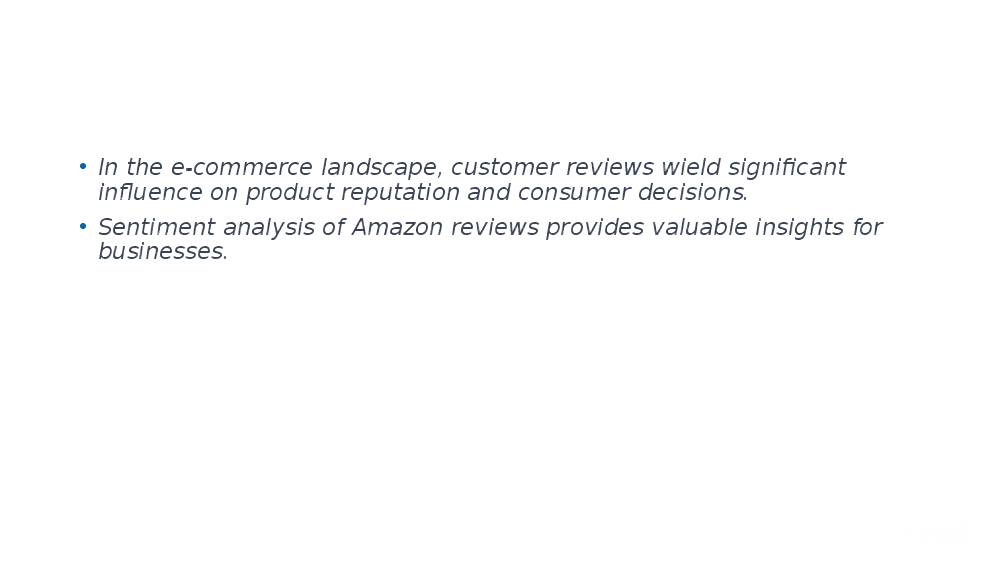 • In the e-commerce landscape, customer reviews wield significant
influence on product reputation and consumer decisions.
• Sentiment analysis of Amazon reviews provides valuable insights for
businesses.